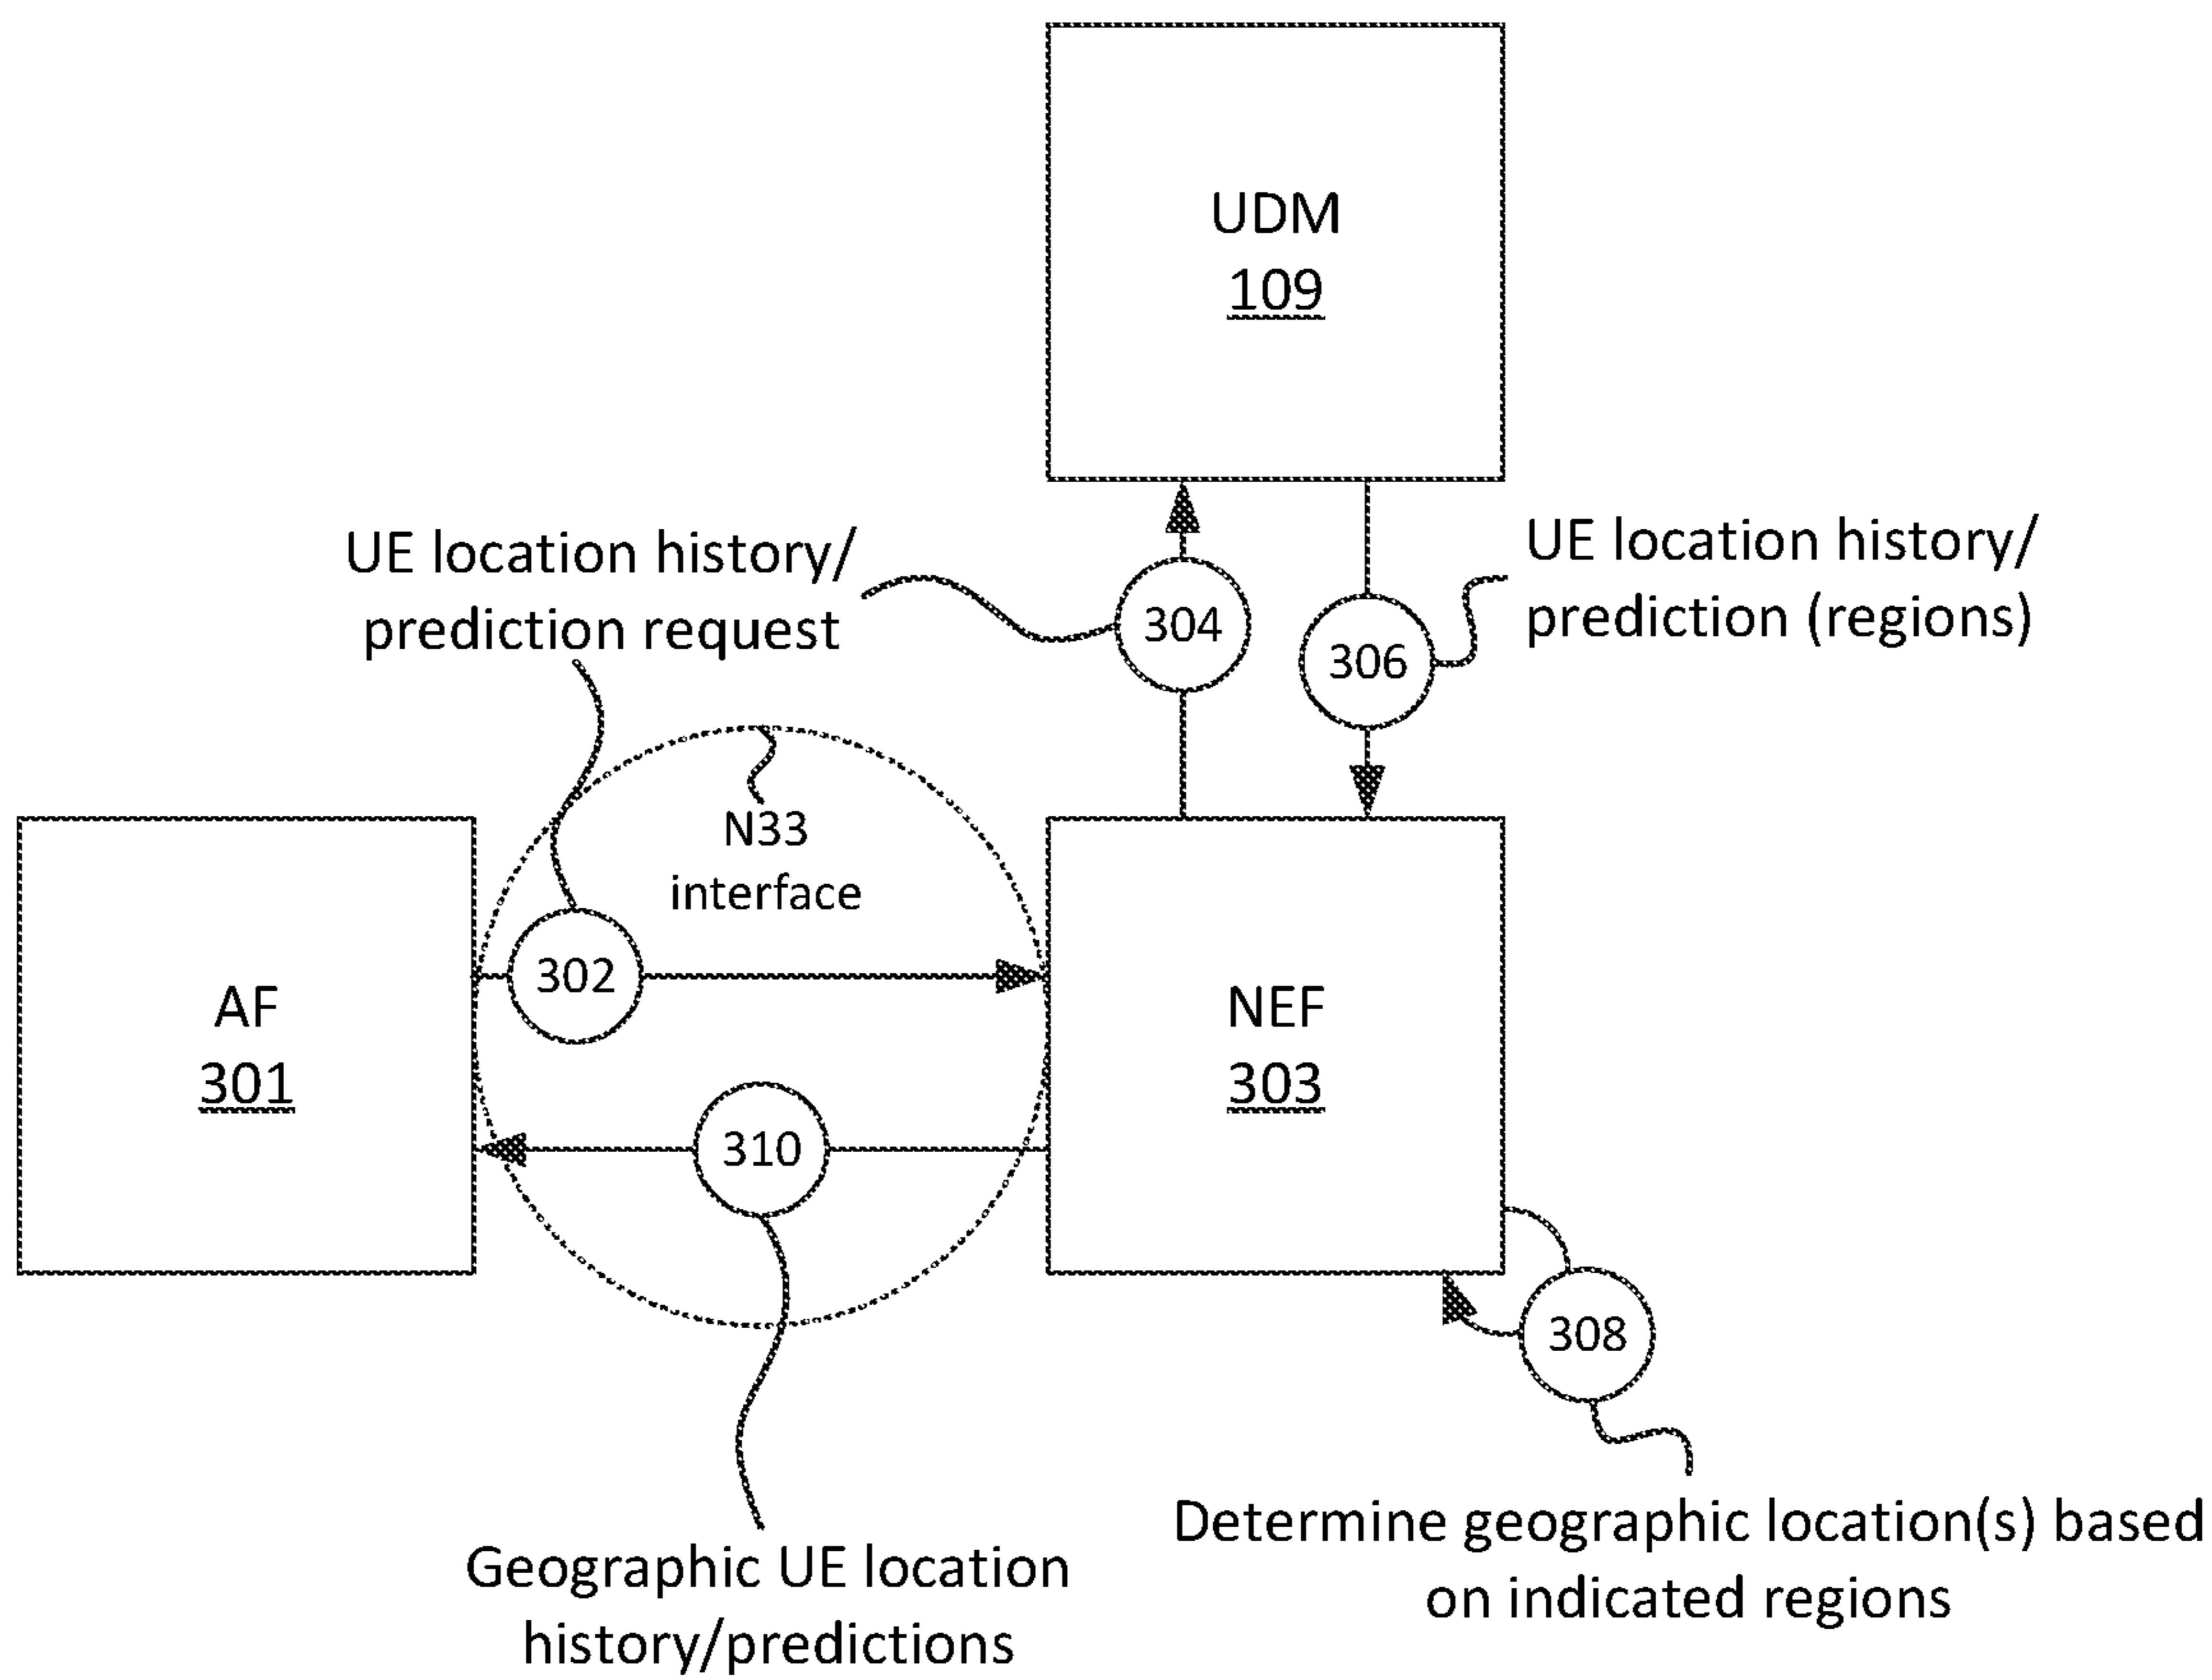 UDM
109
UE location history/
prediction request
304
UE location history/
prediction (regions)
306
N33
interface
302
AF
301
NEF
303
310
308
Geographic UE location
history/predictions
Determine geographic location(s) based
on indicated regions